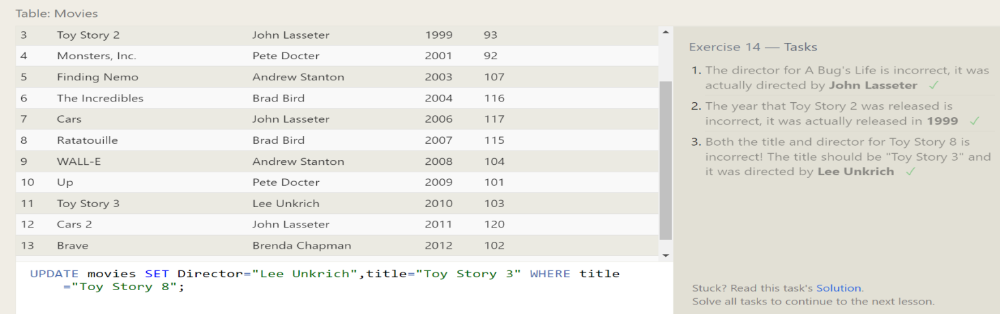 Table: Movies
3 Toy Story 2 John Lasseter 1999 93
4 Monsters, Inc. Pete Docter 2001 92
5 Finding Nemo Andrew Stanton 2003 107
6 The Incredibles Brad Bird 2004 116
7 Cars John Lasseter 2006 117
8 Ratatouille Brad Bird 2007 115
9 WALL-E Andrew Stanton 2008 104
10 Up Pete Docter 2009 101
11 Toy Story 3 Lee Unkrich 2010 103
12 Cars 2 John Lasseter 2011 120
13 Brave Brenda Chapman 2012 102
UPDATE movies SET Director="Lee Unkrich",title="Toy Story 3" WHERE title
="Toy Story 8";
Exercise 14 — Tasks
1. The director for A Bug's Life is incorrect, it was
actually directed by John Lasseter ✓
2. The year that Toy Story 2 was released is
incorrect, it was actually released in 1999 ✓
3. Both the title and director for Toy Story 8 is
incorrect! The title should be "Toy Story 3" and
it was directed by Lee Unkrich ✓
Stuck? Read this task's Solution.
Solve all tasks to continue to the next lesson.